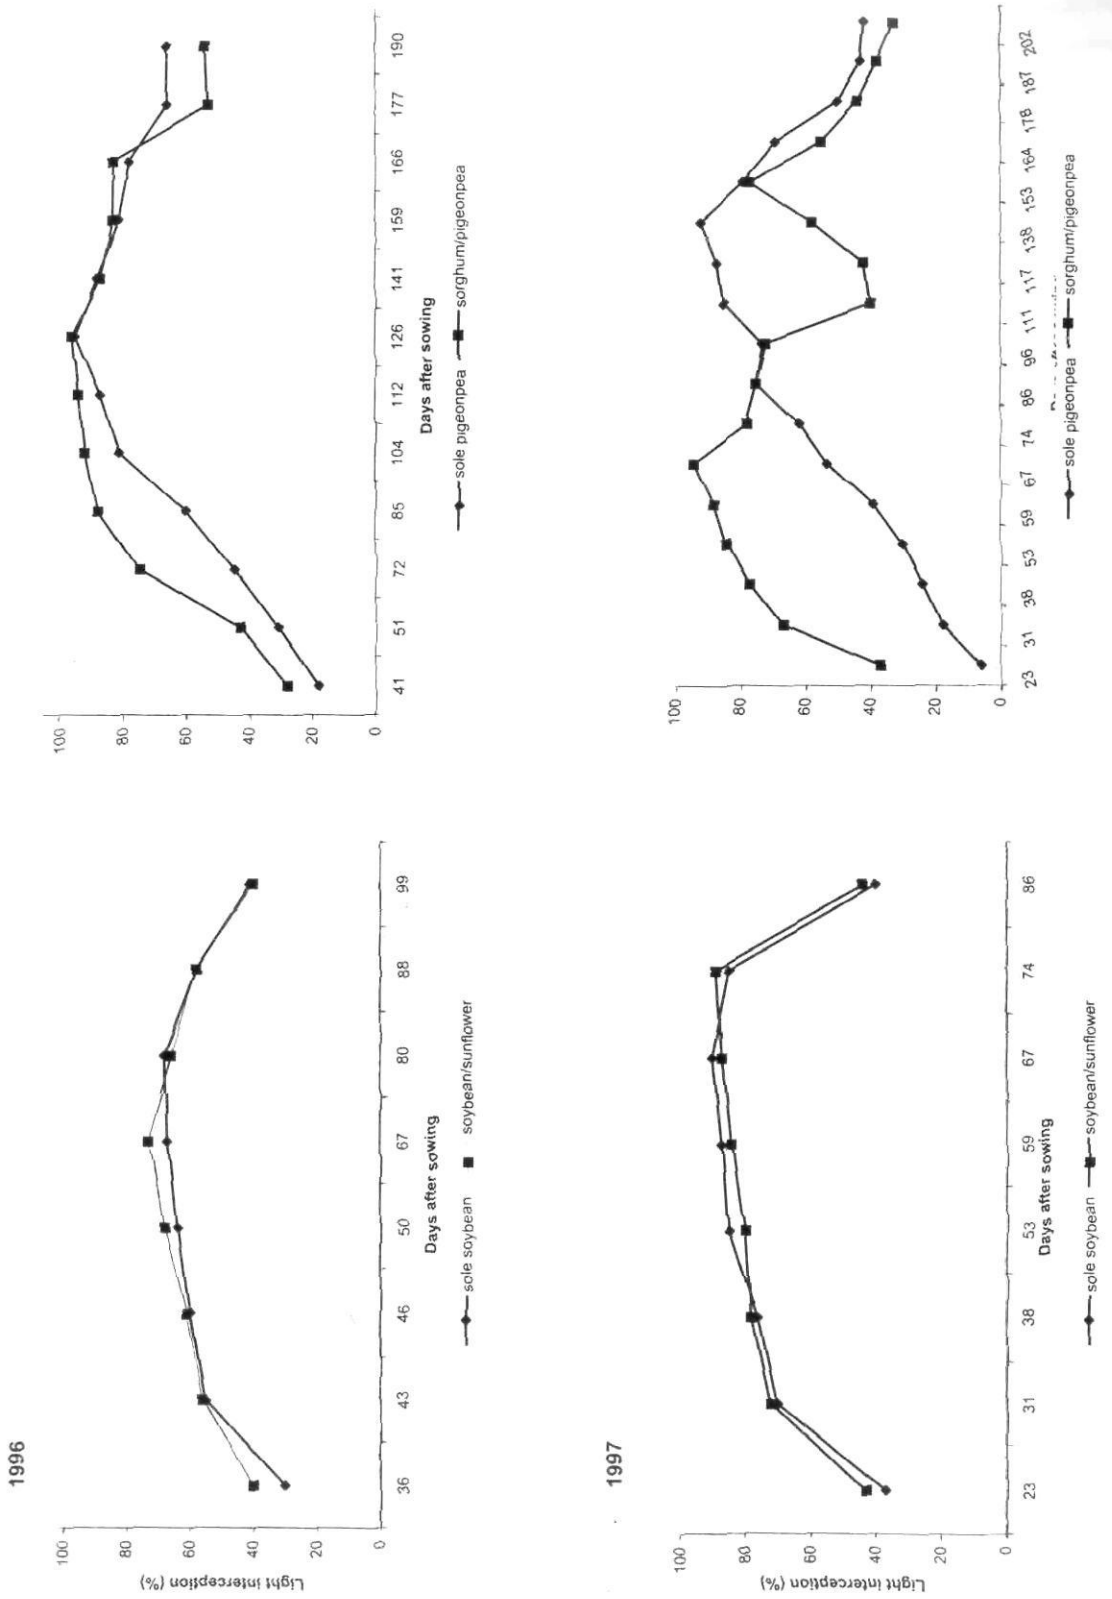 1996
Light interception (%)
100
80
60
40
20
0
36 43 46 50 67 80 88 99
Days after sowing
sole soybean soybean/sunflower
100
80
60
40
20
0
41 51 72 85 104 112 126 141 159 166 177 190
Days after sowing
sole pigeonpea sorghum/pigeonpea
1997
Light interception (%)
100
80
60
40
20
0
23 31 38 53 59 67 74 86
Days after sowing
sole soybean soybean/sunflower
100
80
60
40
20
0
23 31 38 53 59 67 74 86 96 111 117 138 153 164 178 187 202
sole pigeonpea sorghum/pigeonpea